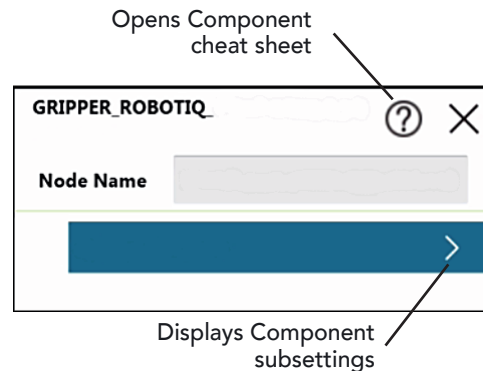 Opens Component
cheat sheet
GRIPPER_ROBOTIQ_
Node Name
Displays Component
subsettings